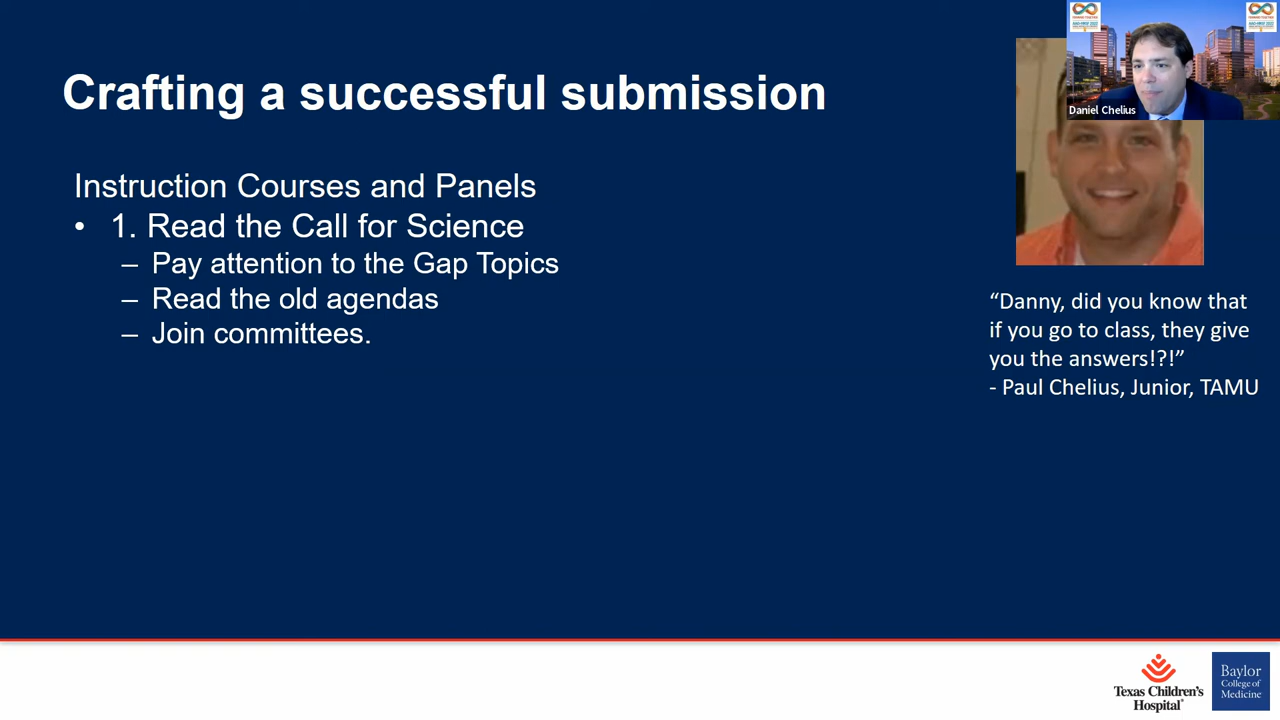 Crafting a successful submission
Daniel Chelius
Instruction Courses and Panels
• 1. Read the Call for Science
– Pay attention to the Gap Topics
– Read the old agendas
– Join committees.
“Danny, did you know that
if you go to class, they give
you the answers!?!”
- Paul Chelius, Junior, TAMU
Texas Children's
Hospital®
Baylor
College of
Medicine